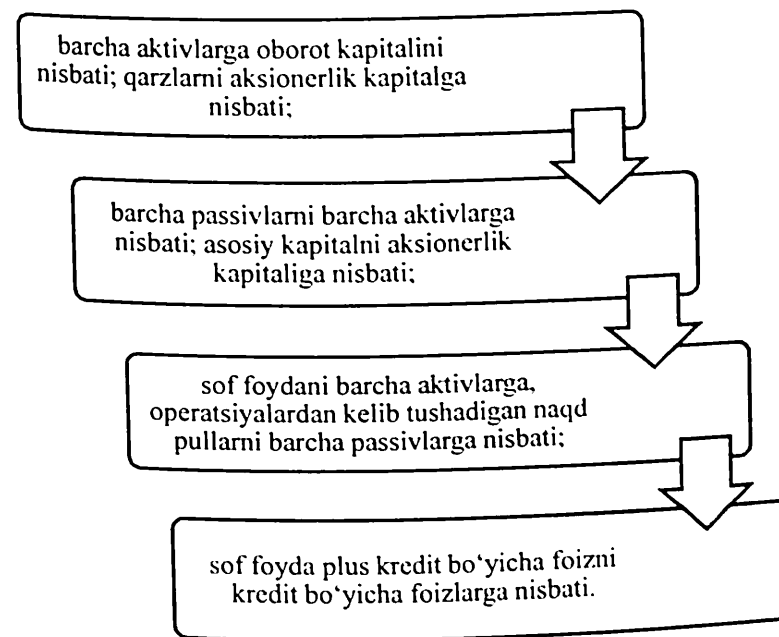 barcha aktivlarga oborot kapitalini
nisbati; qarzlarni aksionerlik kapitalga
nisbati;
barcha passivlarni barcha aktivlarga
nisbati; asosiy kapitalni aksionerlik
kapitaliga nisbati;
sof foydani barcha aktivlarga,
operatsiyalardan kelib tushadigan naqd
pullarni barcha passivlarga nisbati;
sof foyda plus kredit bo‘yicha foizni
kredit bo‘yicha foizlarga nisbati.